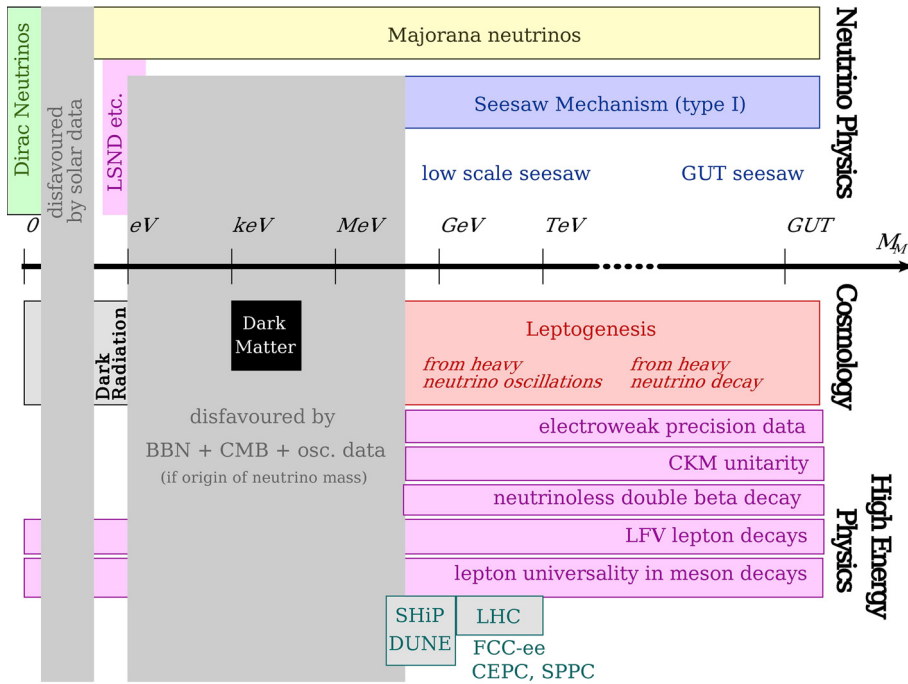 Neutrino Physics
Majorana neutrinos
Dirac Neutrinos
disfavoured
by solar data
LSND etc.
Seesaw Mechanism (type I)
low scale seesaw
GUT seesaw
0
eV
keV
MeV
GeV
TeV
GUT
M_M
Cosmology
Dark
Radiation
Dark
Matter
Leptogenesis
from heavy
neutrino oscillations
from heavy
neutrino decay
disfavoured by
BBN + CMB + osc. data
(if origin of neutrino mass)
High Energy
Physics
electroweak precision data
CKM unitarity
neutrinoless double beta decay
LFV lepton decays
lepton universality in meson decays
SHiP
DUNE
LHC
FCC-ee
CEPC, SPPC